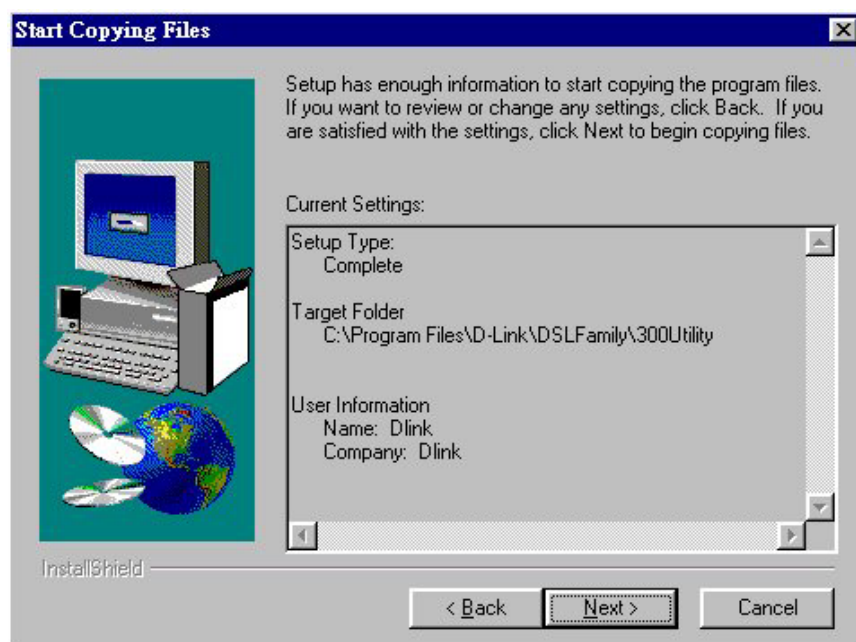 Start Copying Files
Setup has enough information to start copying the program files.
If you want to review or change any settings, click Back. If you
are satisfied with the settings, click Next to begin copying files.
Current Settings:
Setup Type:
Complete
Target Folder
C:\Program Files\D-Link\DSLFamily\300Utility
User Information
Name: Dlink
Company: Dlink
InstallShield
< Back
Next >
Cancel